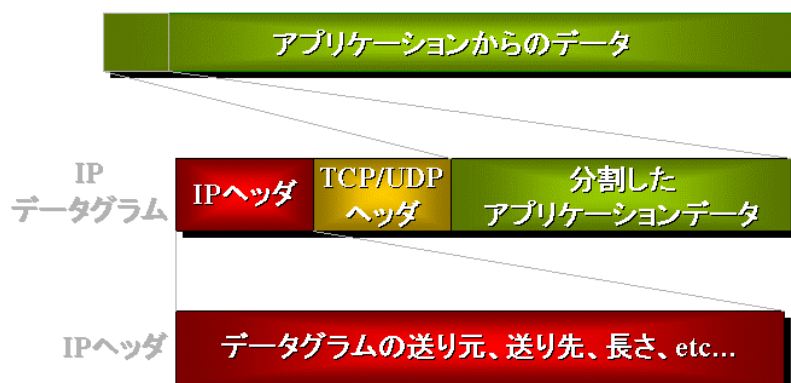 アプリケーションからのデータ
IP
データグラム
IPヘッダ
TCP/UDP
ヘッダ
分割した
アプリケーションデータ
IPヘッダ
データグラムの送り元、送り先、長さ、etc...